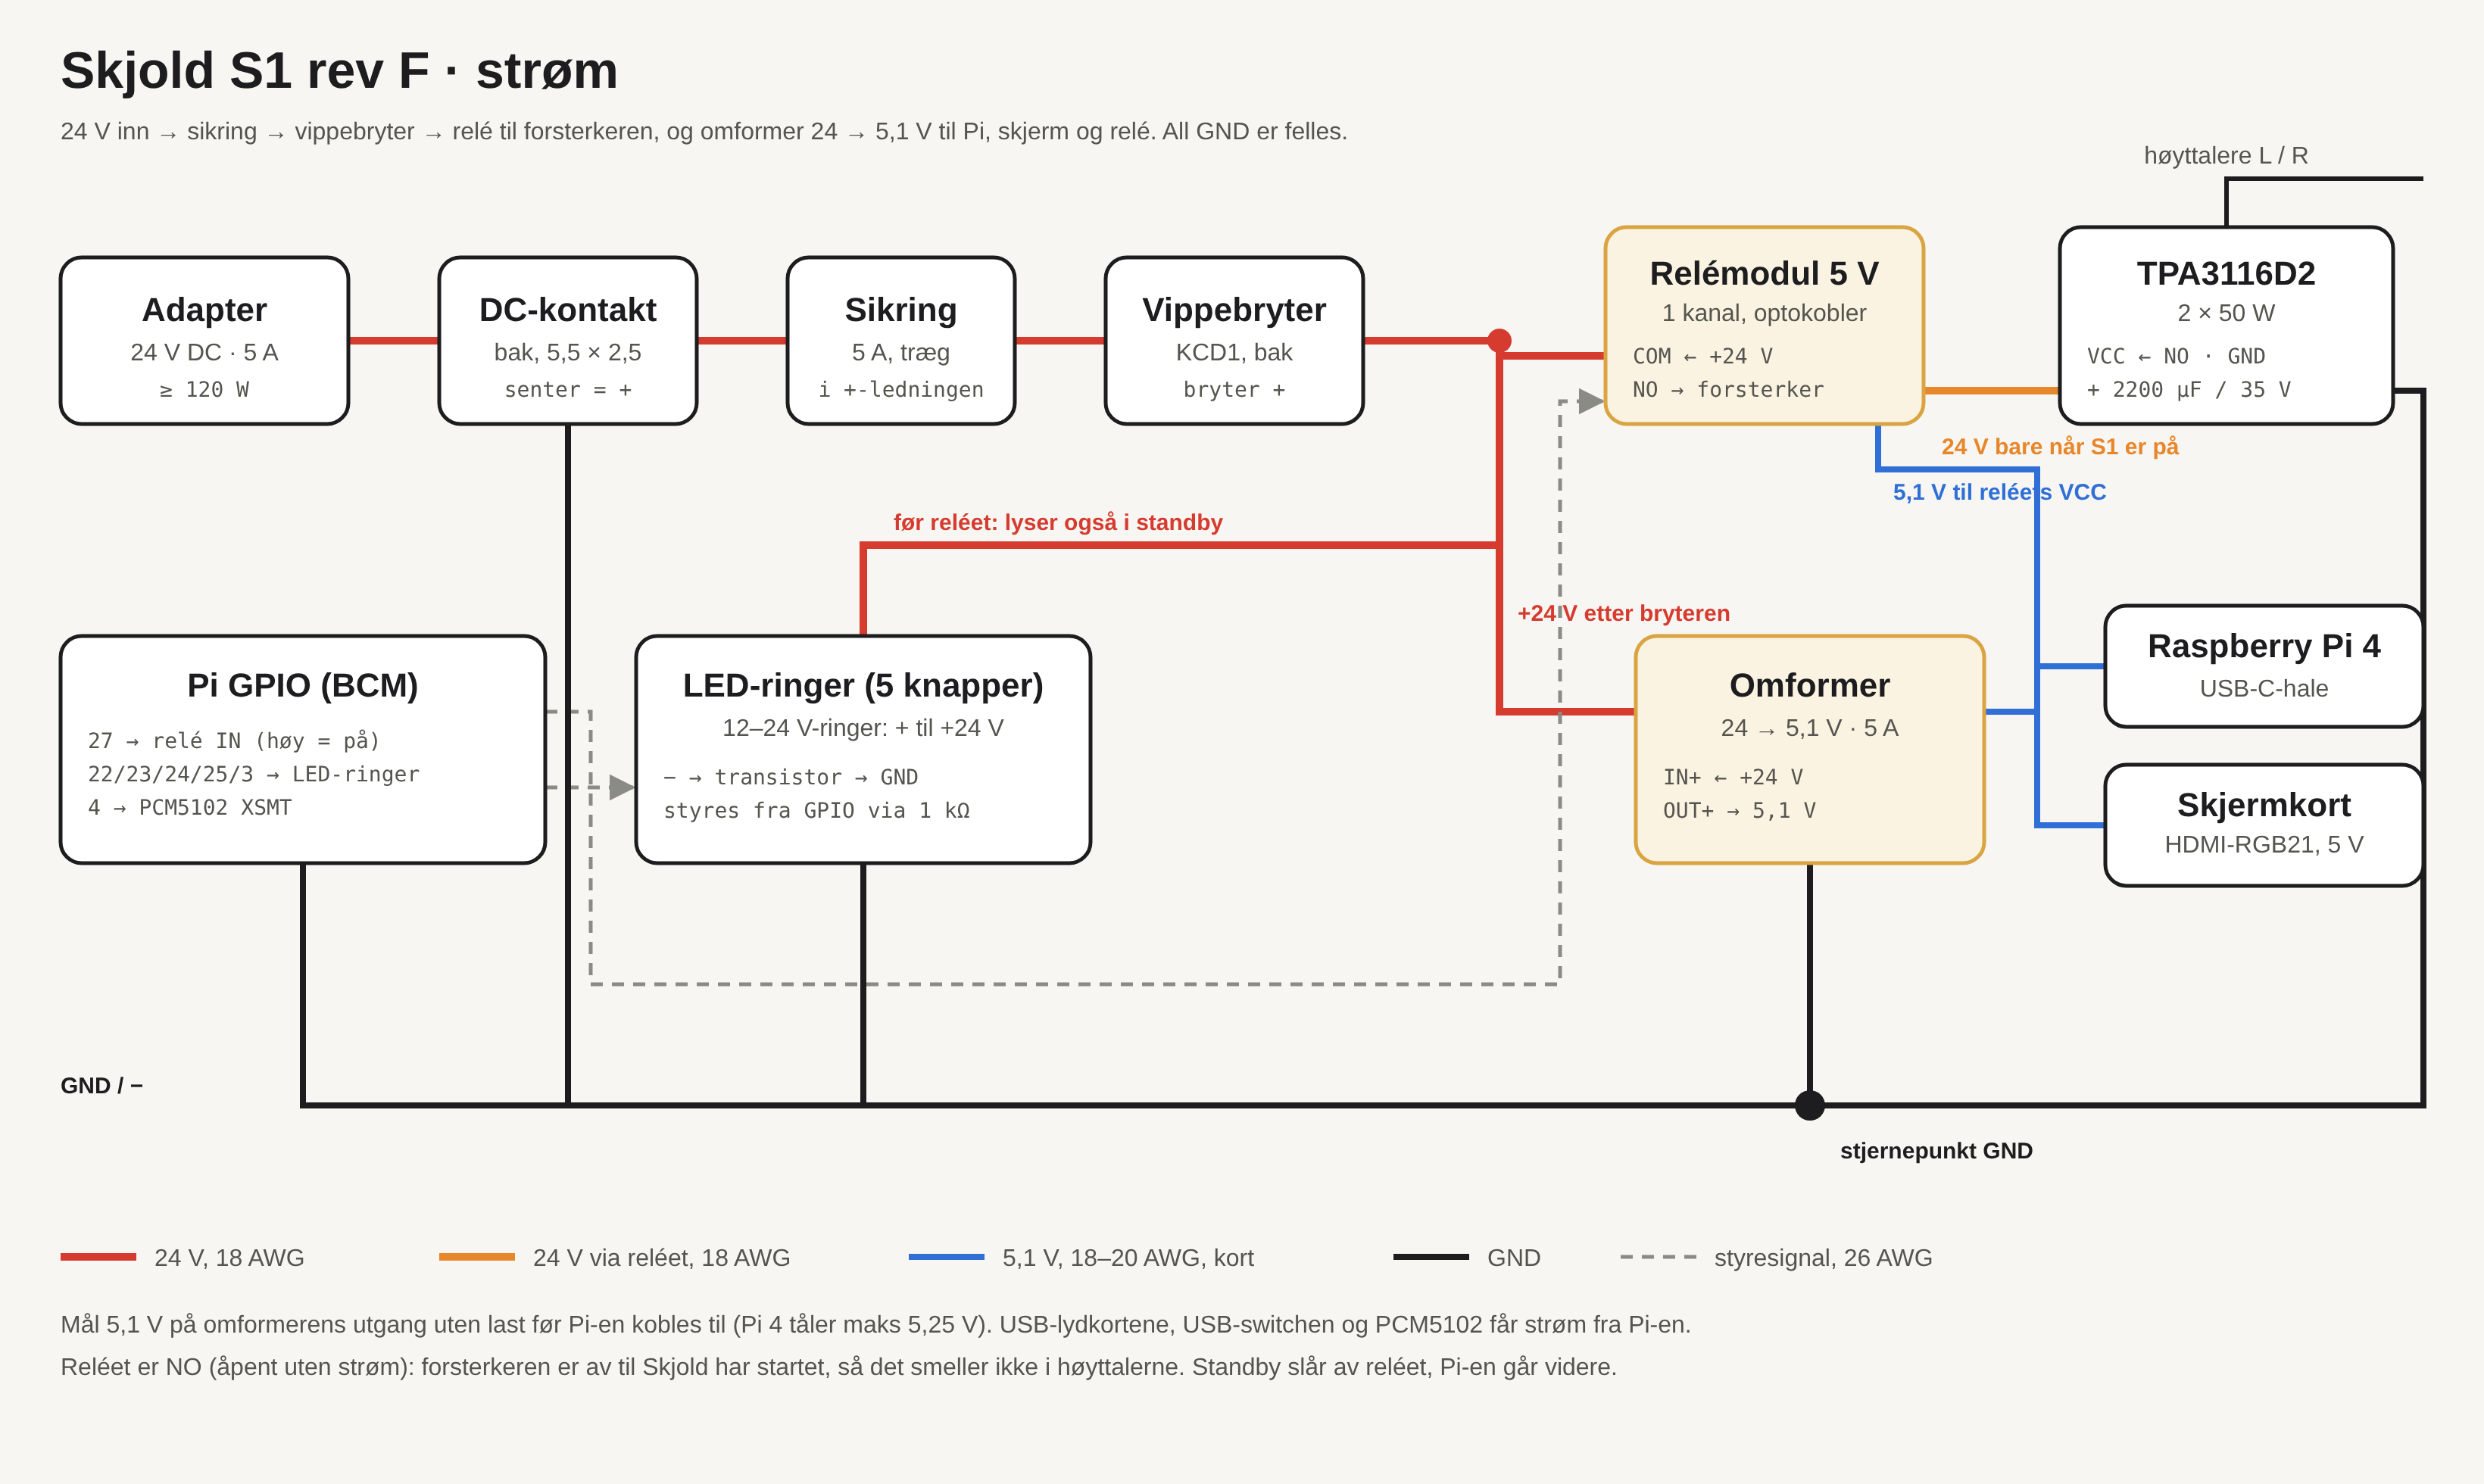 Skjold S1 rev F · strøm
24 V inn → sikring → vippebryter → relé til forsterkeren, og omformer 24 → 5,1 V til Pi, skjerm og relé. All GND er felles.
høyttalere L / R
Adapter
24 V DC · 5 A
≥ 120 W
DC-kontakt
bak, 5,5 × 2,5
senter = +
Sikring
5 A, træg
i +-ledningen
Vippebryter
KCD1, bak
bryter +
Relémodul 5 V
1 kanal, optokobler
COM ← +24 V
NO → forsterker
TPA3116D2
2 × 50 W
VCC ← NO · GND
+ 2200 µF / 35 V
24 V bare når S1 er på
5,1 V til reléets VCC
før reléet: lyser også i standby
+24 V etter bryteren
Pi GPIO (BCM)
27 → relé IN (høy = på)
22/23/24/25/3 → LED-ringer
4 → PCM5102 XSMT
LED-ringer (5 knapper)
12–24 V-ringer: + til +24 V
− → transistor → GND
styres fra GPIO via 1 kΩ
Omformer
24 → 5,1 V · 5 A
IN+ ← +24 V
OUT+ → 5,1 V
Raspberry Pi 4
USB-C-hale
Skjermkort
HDMI-RGB21, 5 V
GND / −
stjernepunkt GND
24 V, 18 AWG
24 V via reléet, 18 AWG
5,1 V, 18–20 AWG, kort
GND
styresignal, 26 AWG
Mål 5,1 V på omformerens utgang uten last før Pi-en kobles til (Pi 4 tåler maks 5,25 V). USB-lydkortene, USB-switchen og PCM5102 får strøm fra Pi-en.
Reléet er NO (åpent uten strøm): forsterkeren er av til Skjold har startet, så det smeller ikke i høyttalerne. Standby slår av reléet, Pi-en går videre.